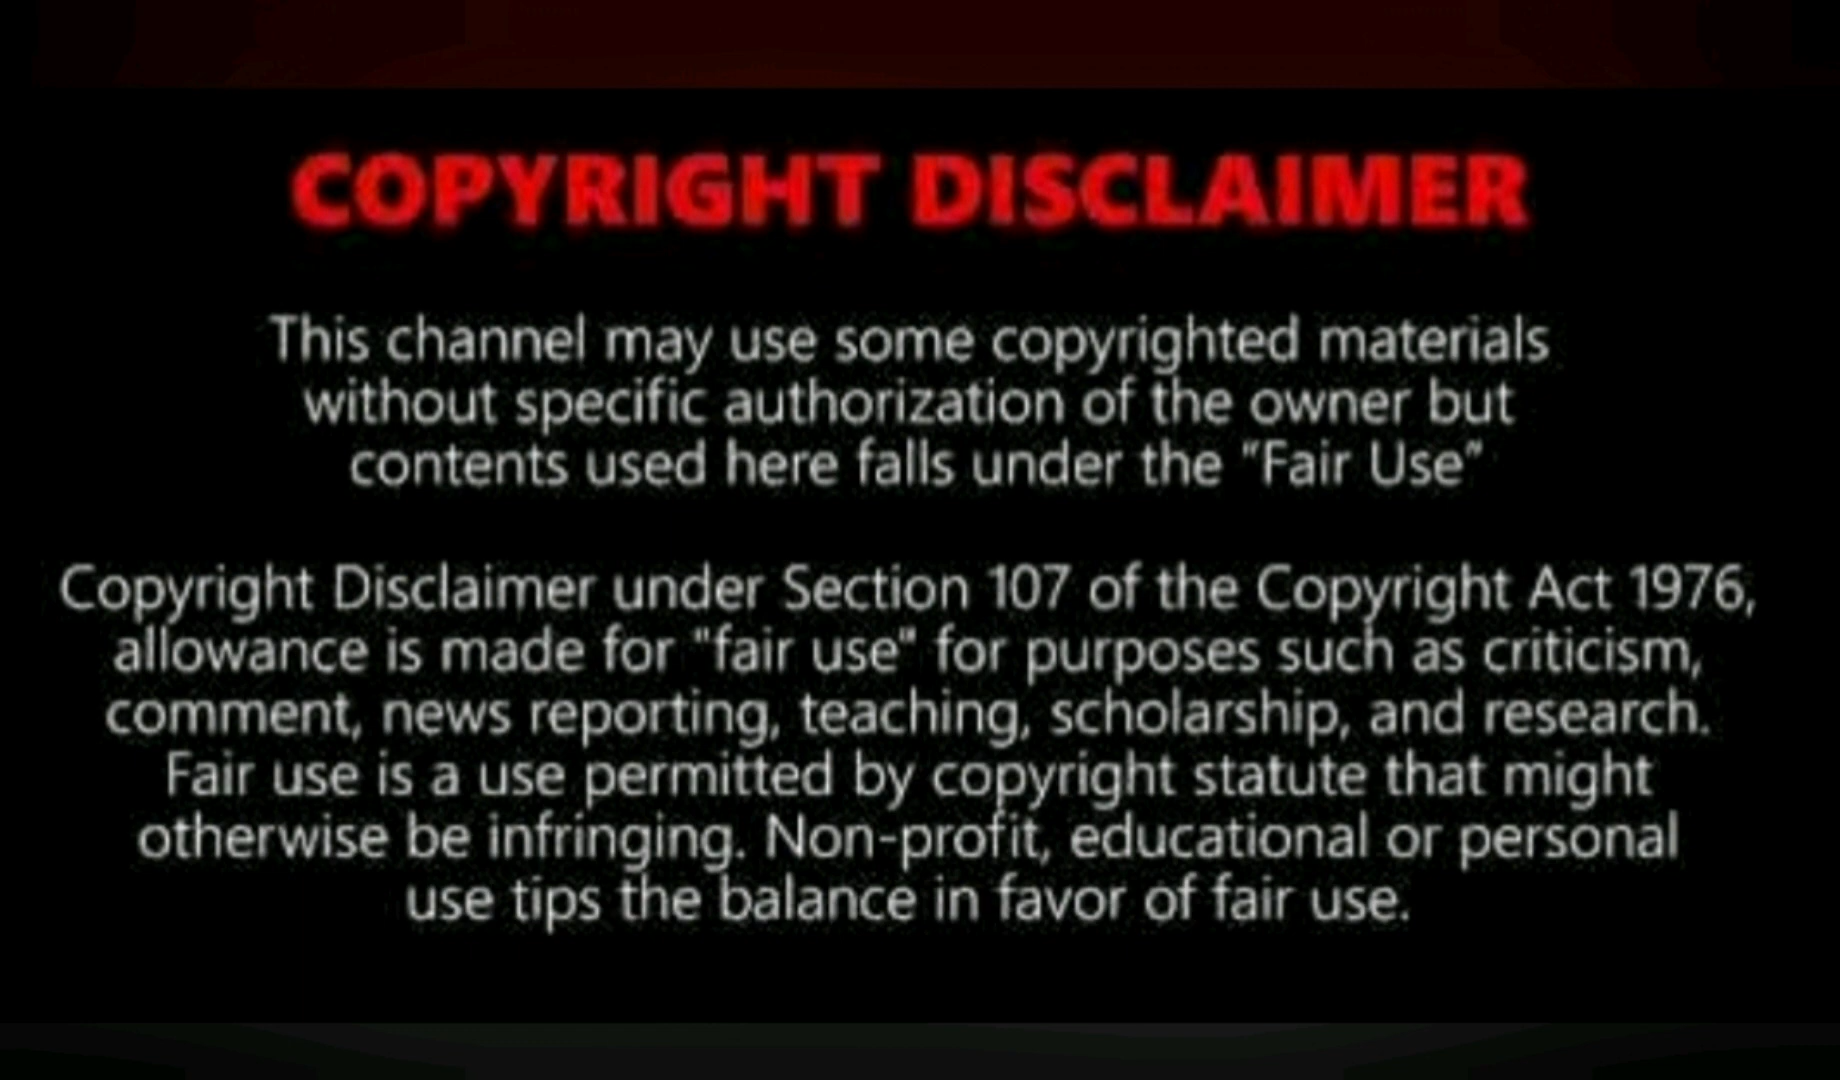 COPYRIGHT DISCLAIMER
This channel may use some copyrighted materials
without specific authorization of the owner but
contents used here falls under the "Fair Use"
Copyright Disclaimer under Section 107 of the Copyright Act 1976,
allowance is made for "fair use" for purposes such as criticism,
comment, news reporting, teaching, scholarship, and research.
Fair use is a use permitted by copyright statute that might
otherwise be infringing. Non-profit, educational or personal
use tips the balance in favor of fair use.